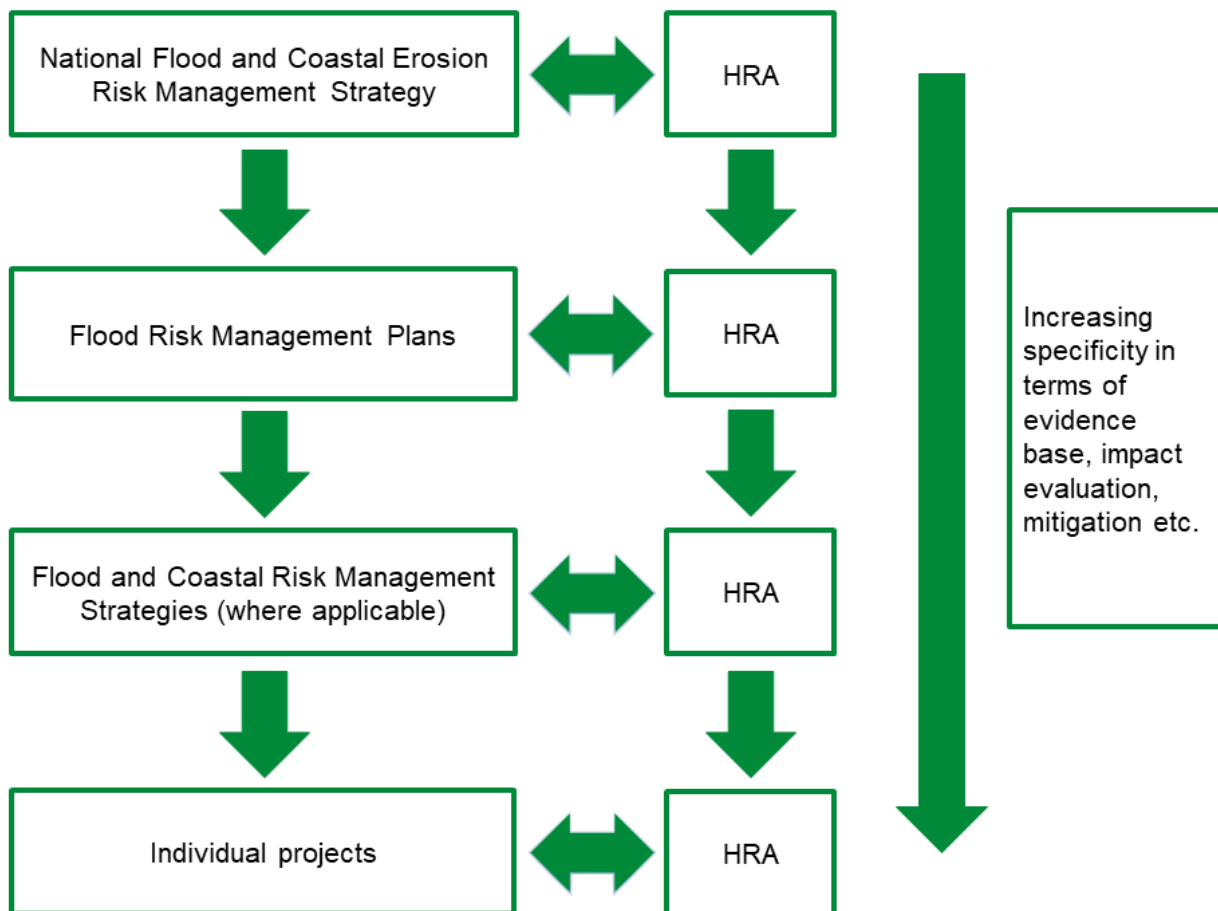 National Flood and Coastal Erosion
Risk Management Strategy
HRA
Flood Risk Management Plans
HRA
Increasing
specificity in
terms of
evidence
base, impact
evaluation,
mitigation etc.
Flood and Coastal Risk Management
Strategies (where applicable)
HRA
Individual projects
HRA